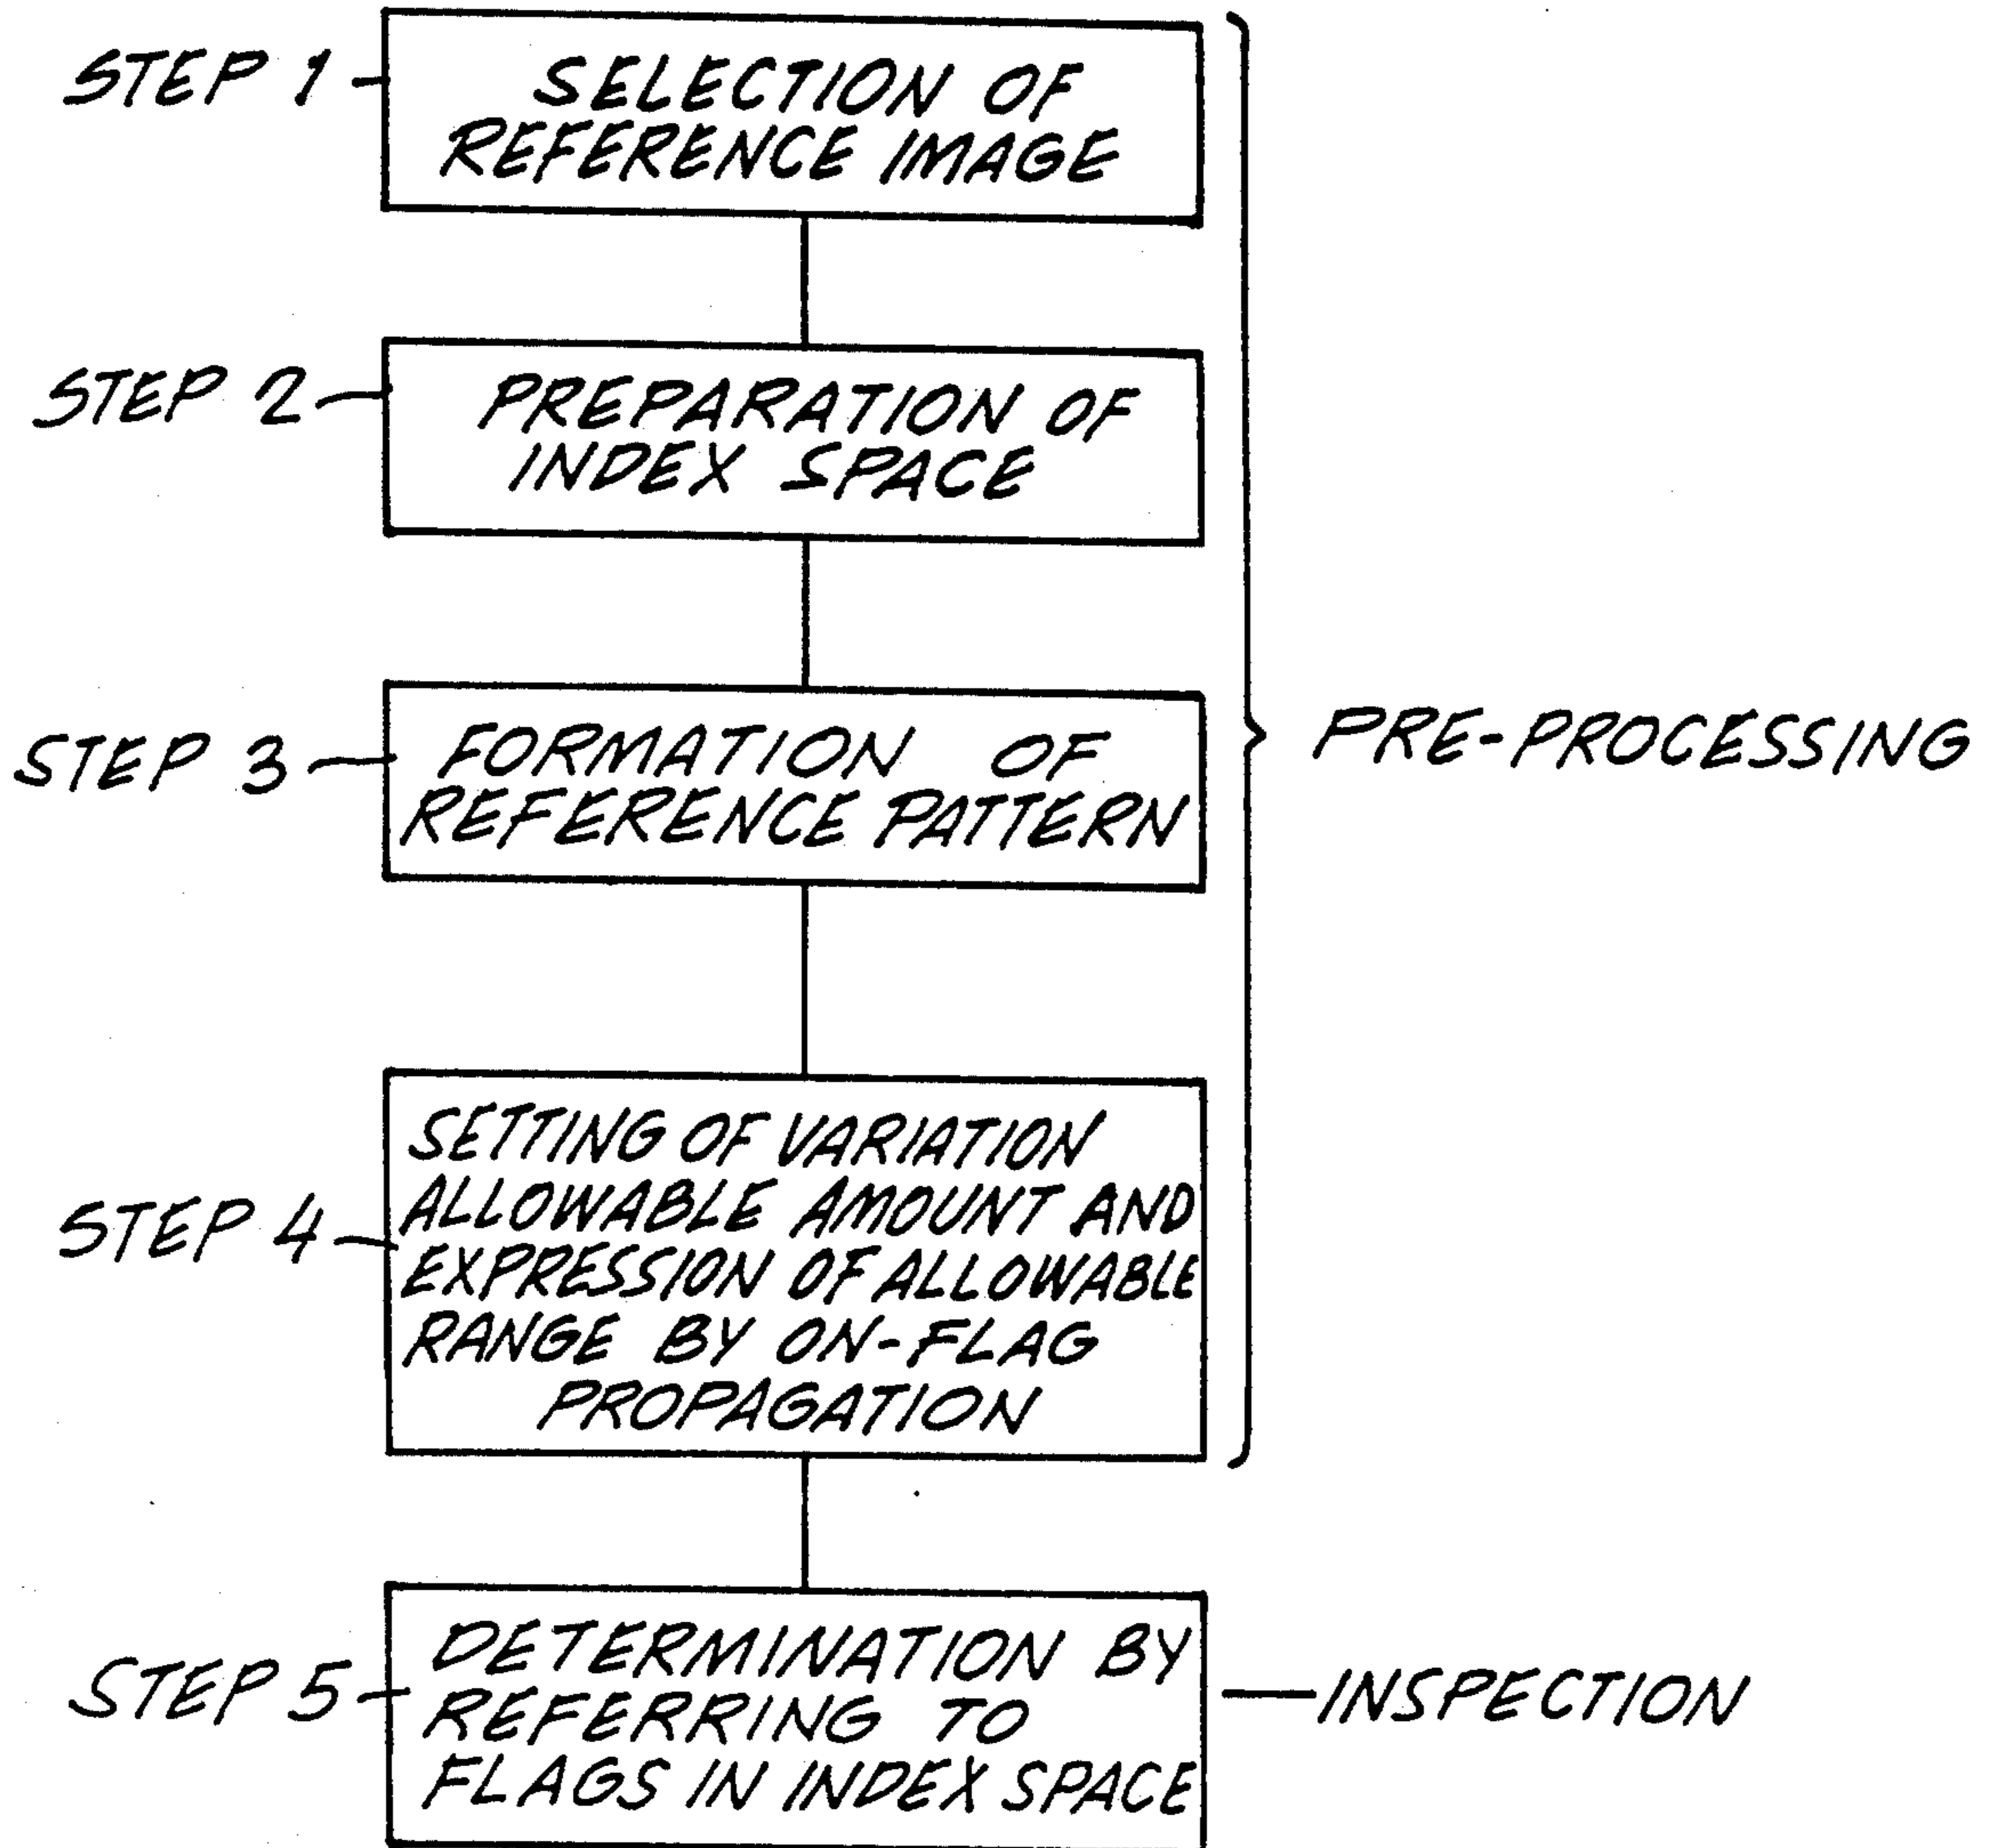 STEP 1
SELECTION OF
REFERENCE IMAGE
STEP 2
PREPARATION OF
INDEX SPACE
STEP 3
FORMATION OF
REFERENCE PATTERN
PRE-PROCESSING
STEP 4
SETTING OF VARIATION
ALLOWABLE AMOUNT AND
EXPRESSION OF ALLOWABLE
RANGE BY ON-FLAG
PROPAGATION
STEP 5
DETERMINATION BY
REFERRING TO
FLAGS IN INDEX SPACE
INSPECTION